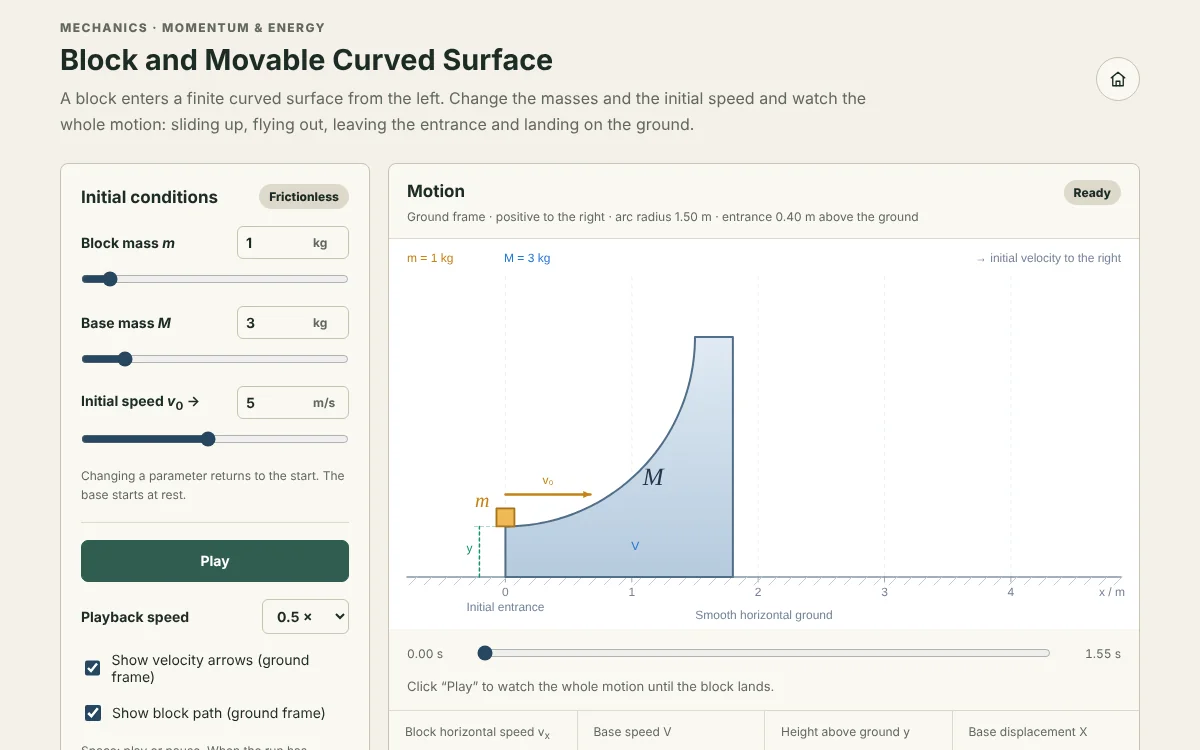 MECHANICS · MOMENTUM & ENERGY
Block and Movable Curved Surface
A block enters a finite curved surface from the left. Change the masses and the initial speed and watch the
whole motion: sliding up, flying out, leaving the entrance and landing on the ground.
Initial conditions
Frictionless
Block mass m
1 kg
Base mass M
3 kg
Initial speed v₀ →
5 m/s
Changing a parameter returns to the start. The
base starts at rest.
Play
Playback speed
0.5 ×
Show velocity arrows (ground
frame)
Show block path (ground frame)
Motion
Ready
Ground frame · positive to the right · arc radius 1.50 m · entrance 0.40 m above the ground
m = 1 kg
M = 3 kg
→ initial velocity to the right
v₀
m
M
y
V
0
1
2
3
4
x / m
Initial entrance
Smooth horizontal ground
0.00 s
1.55 s
Click “Play” to watch the whole motion until the block lands.
Block horizontal speed vₓ
Base speed V
Height above ground y
Base displacement X